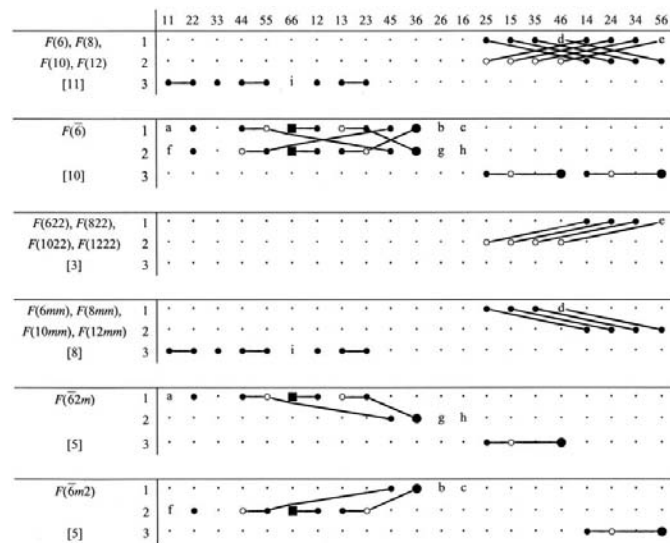 11 22 33 44 55 66 12 13 23 45 36 26 16 25 15 35 46 14 24 34 56
F(6), F(8), 1 d e
F(10), F(12) 2
[11] 3 i
F(6̅) 1 a b c
2 f g h
[10] 3
F(622), F(822), 1 e
F(1022), F(1222) 2
[3] 3
F(6mm), F(8mm), 1 d
F(10mm), F(12mm) 2
[8] 3 i
F(6̅2m) 1 a
2 g h
[5] 3
F(6̅m2) 1 b c
2 f
[5] 3